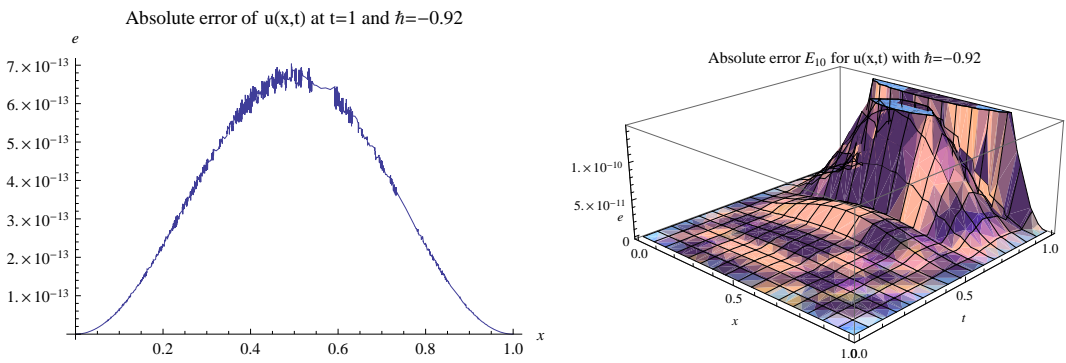 Absolute error of u(x,t) at t=1 and ℏ=−0.92
e
7.×10⁻¹³
6.×10⁻¹³
5.×10⁻¹³
4.×10⁻¹³
3.×10⁻¹³
2.×10⁻¹³
1.×10⁻¹³
0.2 0.4 0.6 0.8 1.0 x
Absolute error E₁₀ for u(x,t) with ℏ=−0.92
1.×10⁻¹⁰
5.×10⁻¹¹
e
0
0.0
0.5
x
1.0
0.0
0.5
t
1.0